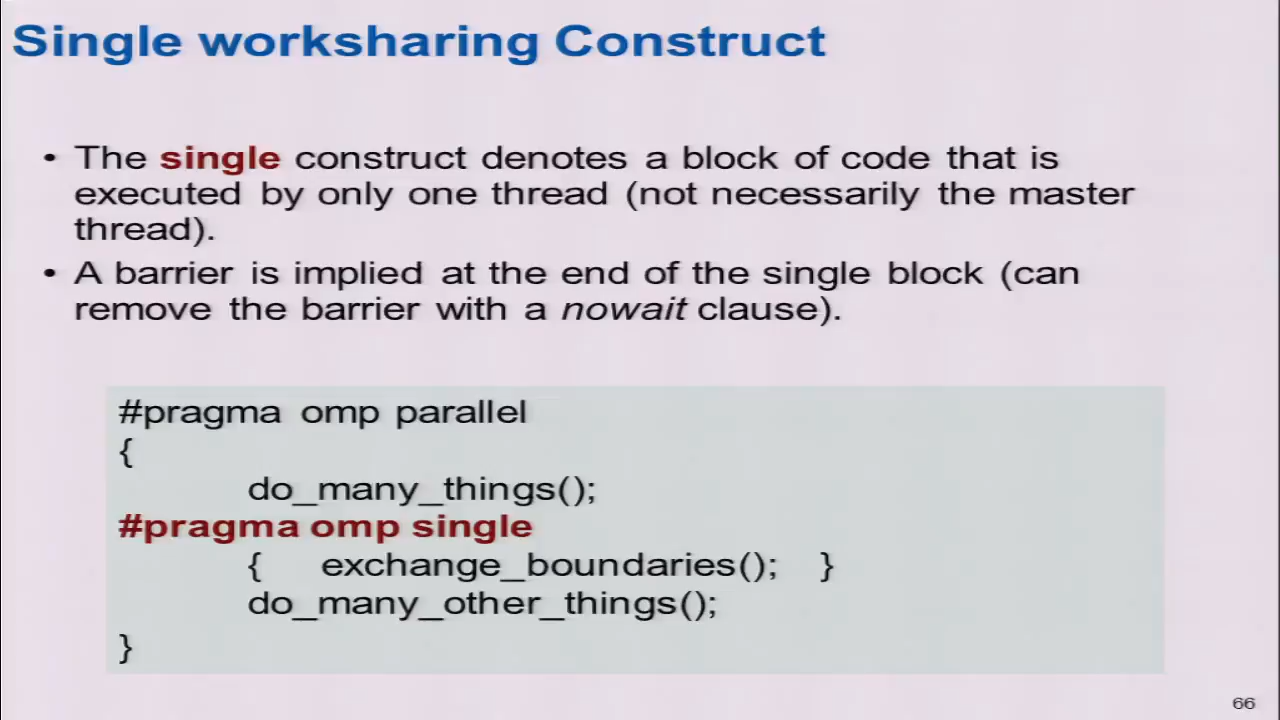 Single worksharing Construct
• The single construct denotes a block of code that is
executed by only one thread (not necessarily the master
thread).
• A barrier is implied at the end of the single block (can
remove the barrier with a nowait clause).
#pragma omp parallel
{
do_many_things();
#pragma omp single
{ exchange_boundaries(); }
do_many_other_things();
}
66